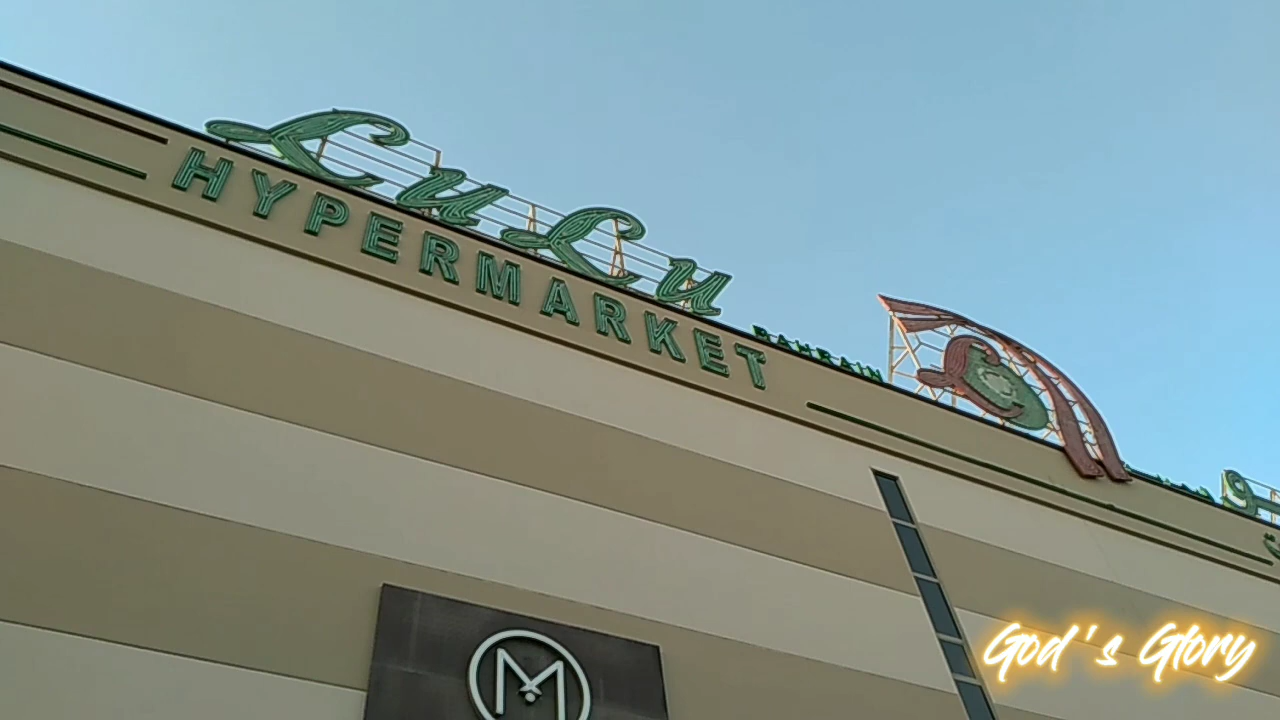 LuLu
HYPERMARKET
BAHRAIN
M
God's Glory